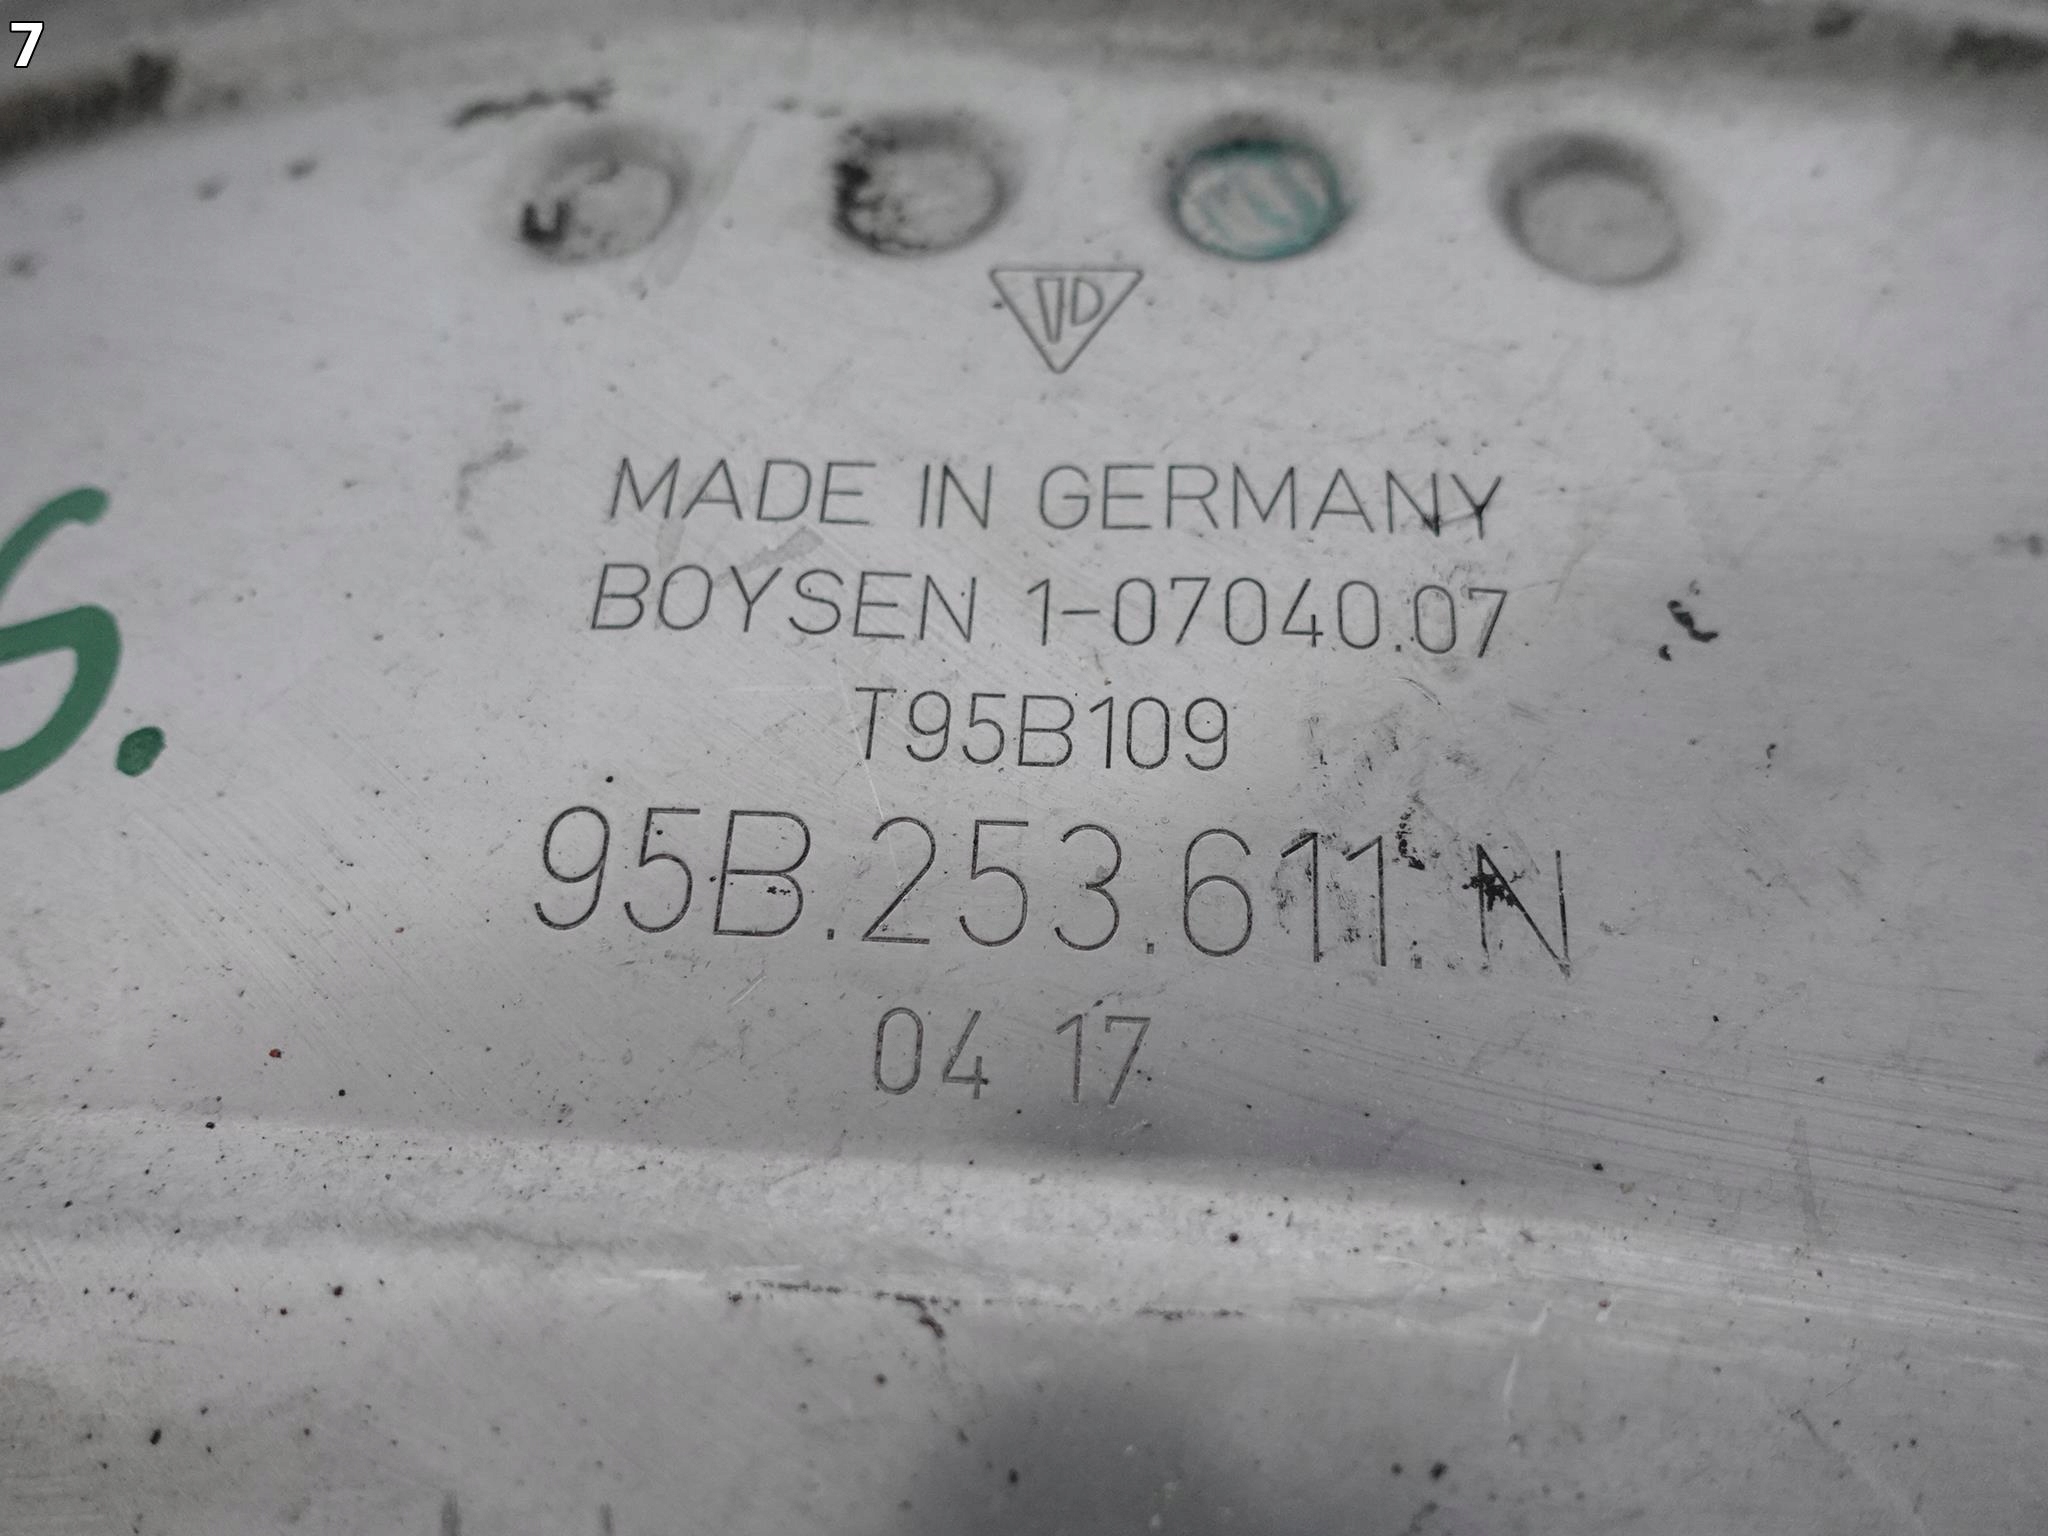 7
MADE IN GERMANY
BOYSEN 1-07040.07
T95B109
95B.253.611.N
04 17